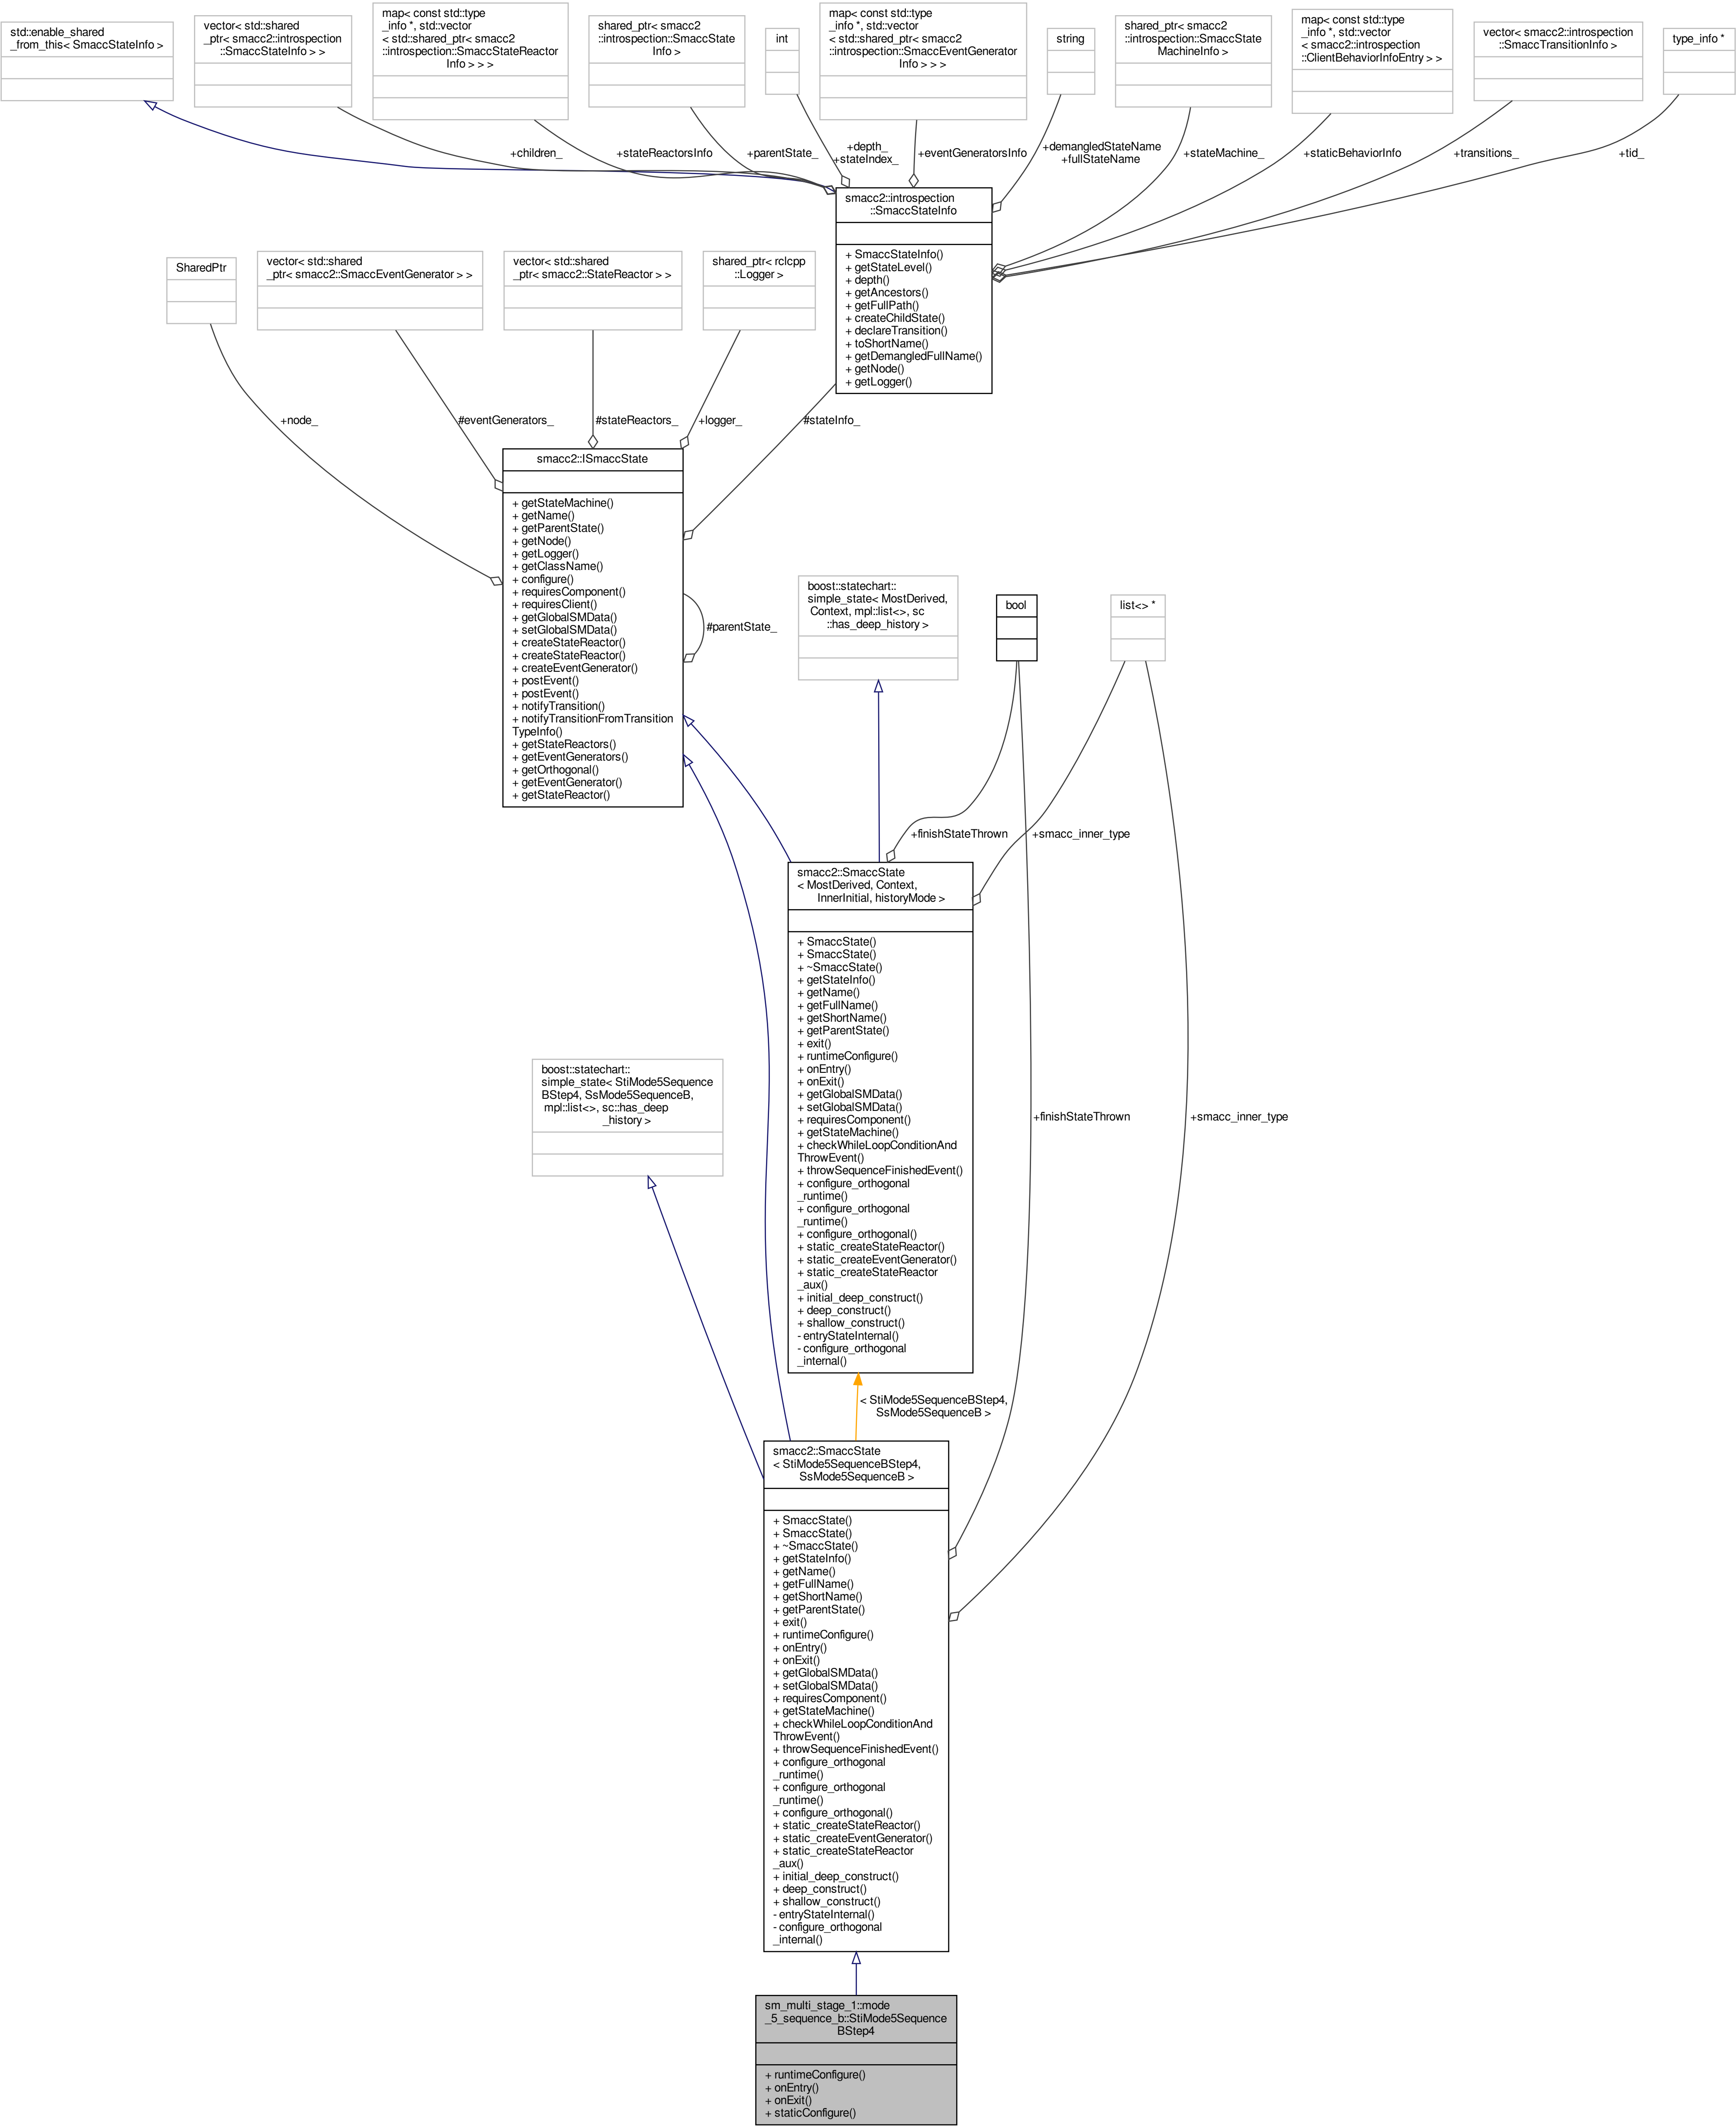 std::enable_shared
_from_this< SmaccStateInfo >
vector< std::shared
_ptr< smacc2::introspection
::SmaccStateInfo > >
map< const std::type
_info *, std::vector
< std::shared_ptr< smacc2
::introspection::SmaccStateReactor
Info > > >
shared_ptr< smacc2
::introspection::SmaccState
Info >
int
map< const std::type
_info *, std::vector
< std::shared_ptr< smacc2
::introspection::SmaccEventGenerator
Info > > >
string
shared_ptr< smacc2
::introspection::SmaccState
MachineInfo >
map< const std::type
_info *, std::vector
< smacc2::introspection
::ClientBehaviorInfoEntry > >
vector< smacc2::introspection
::SmaccTransitionInfo >
type_info *
+children_
+stateReactorsInfo
+parentState_
+depth_
+stateIndex_
+eventGeneratorsInfo
+demangledStateName
+fullStateName
+stateMachine_
+staticBehaviorInfo
+transitions_
+tid_
smacc2::introspection
::SmaccStateInfo
+ SmaccStateInfo()
+ getStateLevel()
+ depth()
+ getAncestors()
+ getFullPath()
+ createChildState()
+ declareTransition()
+ toShortName()
+ getDemangledFullName()
+ getNode()
+ getLogger()
SharedPtr
vector< std::shared
_ptr< smacc2::SmaccEventGenerator > >
vector< std::shared
_ptr< smacc2::StateReactor > >
shared_ptr< rclcpp
::Logger >
+node_
#eventGenerators_
#stateReactors_
+logger_
#stateInfo_
smacc2::ISmaccState
+ getStateMachine()
+ getName()
+ getParentState()
+ getNode()
+ getLogger()
+ getClassName()
+ configure()
+ requiresComponent()
+ requiresClient()
+ getGlobalSMData()
+ setGlobalSMData()
+ createStateReactor()
+ createStateReactor()
+ createEventGenerator()
+ postEvent()
+ postEvent()
+ notifyTransition()
+ notifyTransitionFromTransition
TypeInfo()
+ getStateReactors()
+ getEventGenerators()
+ getOrthogonal()
+ getEventGenerator()
+ getStateReactor()
#parentState_
boost::statechart::
simple_state< MostDerived,
Context, mpl::list<>, sc
::has_deep_history >
bool
list<> *
+finishStateThrown
+smacc_inner_type
smacc2::SmaccState
< MostDerived, Context,
InnerInitial, historyMode >
+ SmaccState()
+ SmaccState()
+ ~SmaccState()
+ getStateInfo()
+ getName()
+ getFullName()
+ getShortName()
+ getParentState()
+ exit()
+ runtimeConfigure()
+ onEntry()
+ onExit()
+ getGlobalSMData()
+ setGlobalSMData()
+ requiresComponent()
+ getStateMachine()
+ checkWhileLoopConditionAnd
ThrowEvent()
+ throwSequenceFinishedEvent()
+ configure_orthogonal
_runtime()
+ configure_orthogonal
_runtime()
+ configure_orthogonal()
+ static_createStateReactor()
+ static_createEventGenerator()
+ static_createStateReactor
_aux()
+ initial_deep_construct()
+ deep_construct()
+ shallow_construct()
- entryStateInternal()
- configure_orthogonal
_internal()
boost::statechart::
simple_state< StiMode5Sequence
BStep4, SsMode5SequenceB,
mpl::list<>, sc::has_deep
_history >
+finishStateThrown
+smacc_inner_type
< StiMode5SequenceBStep4,
SsMode5SequenceB >
smacc2::SmaccState
< StiMode5SequenceBStep4,
SsMode5SequenceB >
+ SmaccState()
+ SmaccState()
+ ~SmaccState()
+ getStateInfo()
+ getName()
+ getFullName()
+ getShortName()
+ getParentState()
+ exit()
+ runtimeConfigure()
+ onEntry()
+ onExit()
+ getGlobalSMData()
+ setGlobalSMData()
+ requiresComponent()
+ getStateMachine()
+ checkWhileLoopConditionAnd
ThrowEvent()
+ throwSequenceFinishedEvent()
+ configure_orthogonal
_runtime()
+ configure_orthogonal
_runtime()
+ configure_orthogonal()
+ static_createStateReactor()
+ static_createEventGenerator()
+ static_createStateReactor
_aux()
+ initial_deep_construct()
+ deep_construct()
+ shallow_construct()
- entryStateInternal()
- configure_orthogonal
_internal()
sm_multi_stage_1::mode
_5_sequence_b::StiMode5Sequence
BStep4
+ runtimeConfigure()
+ onEntry()
+ onExit()
+ staticConfigure()